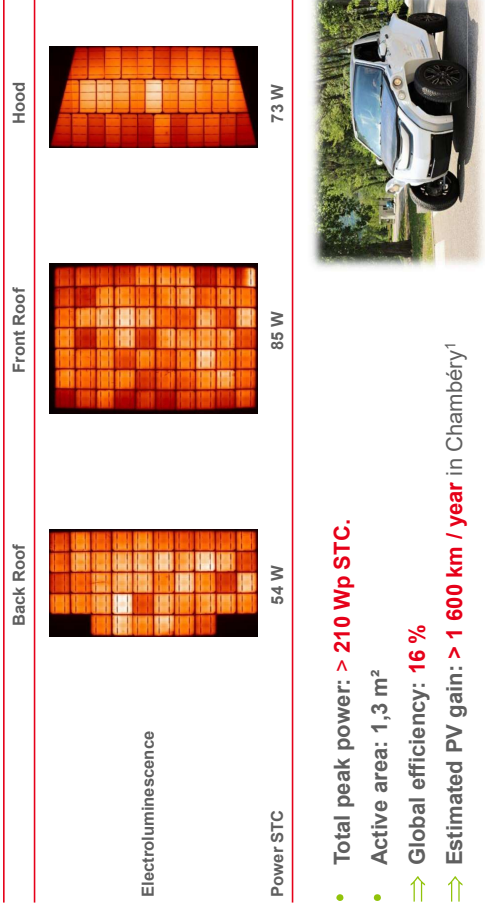 Back Roof Front Roof Hood
Electroluminescence
Power STC 54 W 85 W 73 W
• Total peak power: > 210 Wp STC.
• Active area: 1,3 m²
⇒ Global efficiency: 16 %
⇒ Estimated PV gain: > 1 600 km / year in Chambéry¹